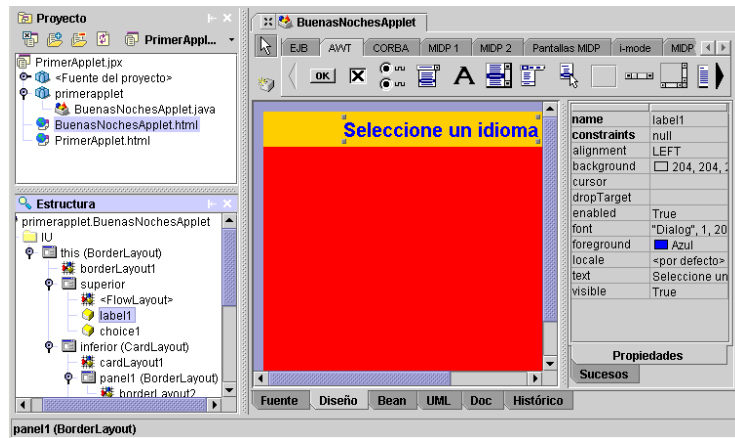 Proyecto
PrimerAppl...
PrimerApplet.jpx
<Fuente del proyecto>
primerapplet
BuenasNochesApplet.java
BuenasNochesApplet.html
PrimerApplet.html
Estructura
primerapplet.BuenasNochesApplet
IU
this (BorderLayout)
borderLayout1
superior
<FlowLayout>
label1
choice1
inferior (CardLayout)
cardLayout1
panel1 (BorderLayout)
borderLayout2
BuenasNochesApplet
EJB AWT CORBA MIDP 1 MIDP 2 Pantallas MIDP i-mode MIDP
OK A
Seleccione un idioma
name label1
constraints null
alignment LEFT
background 204, 204, 2
cursor
dropTarget
enabled True
font "Dialog", 1, 20
foreground Azul
locale <por defecto>
text Seleccione un
visible True
Propiedades
Sucesos
Fuente Diseño Bean UML Doc Histórico
panel1 (BorderLayout)